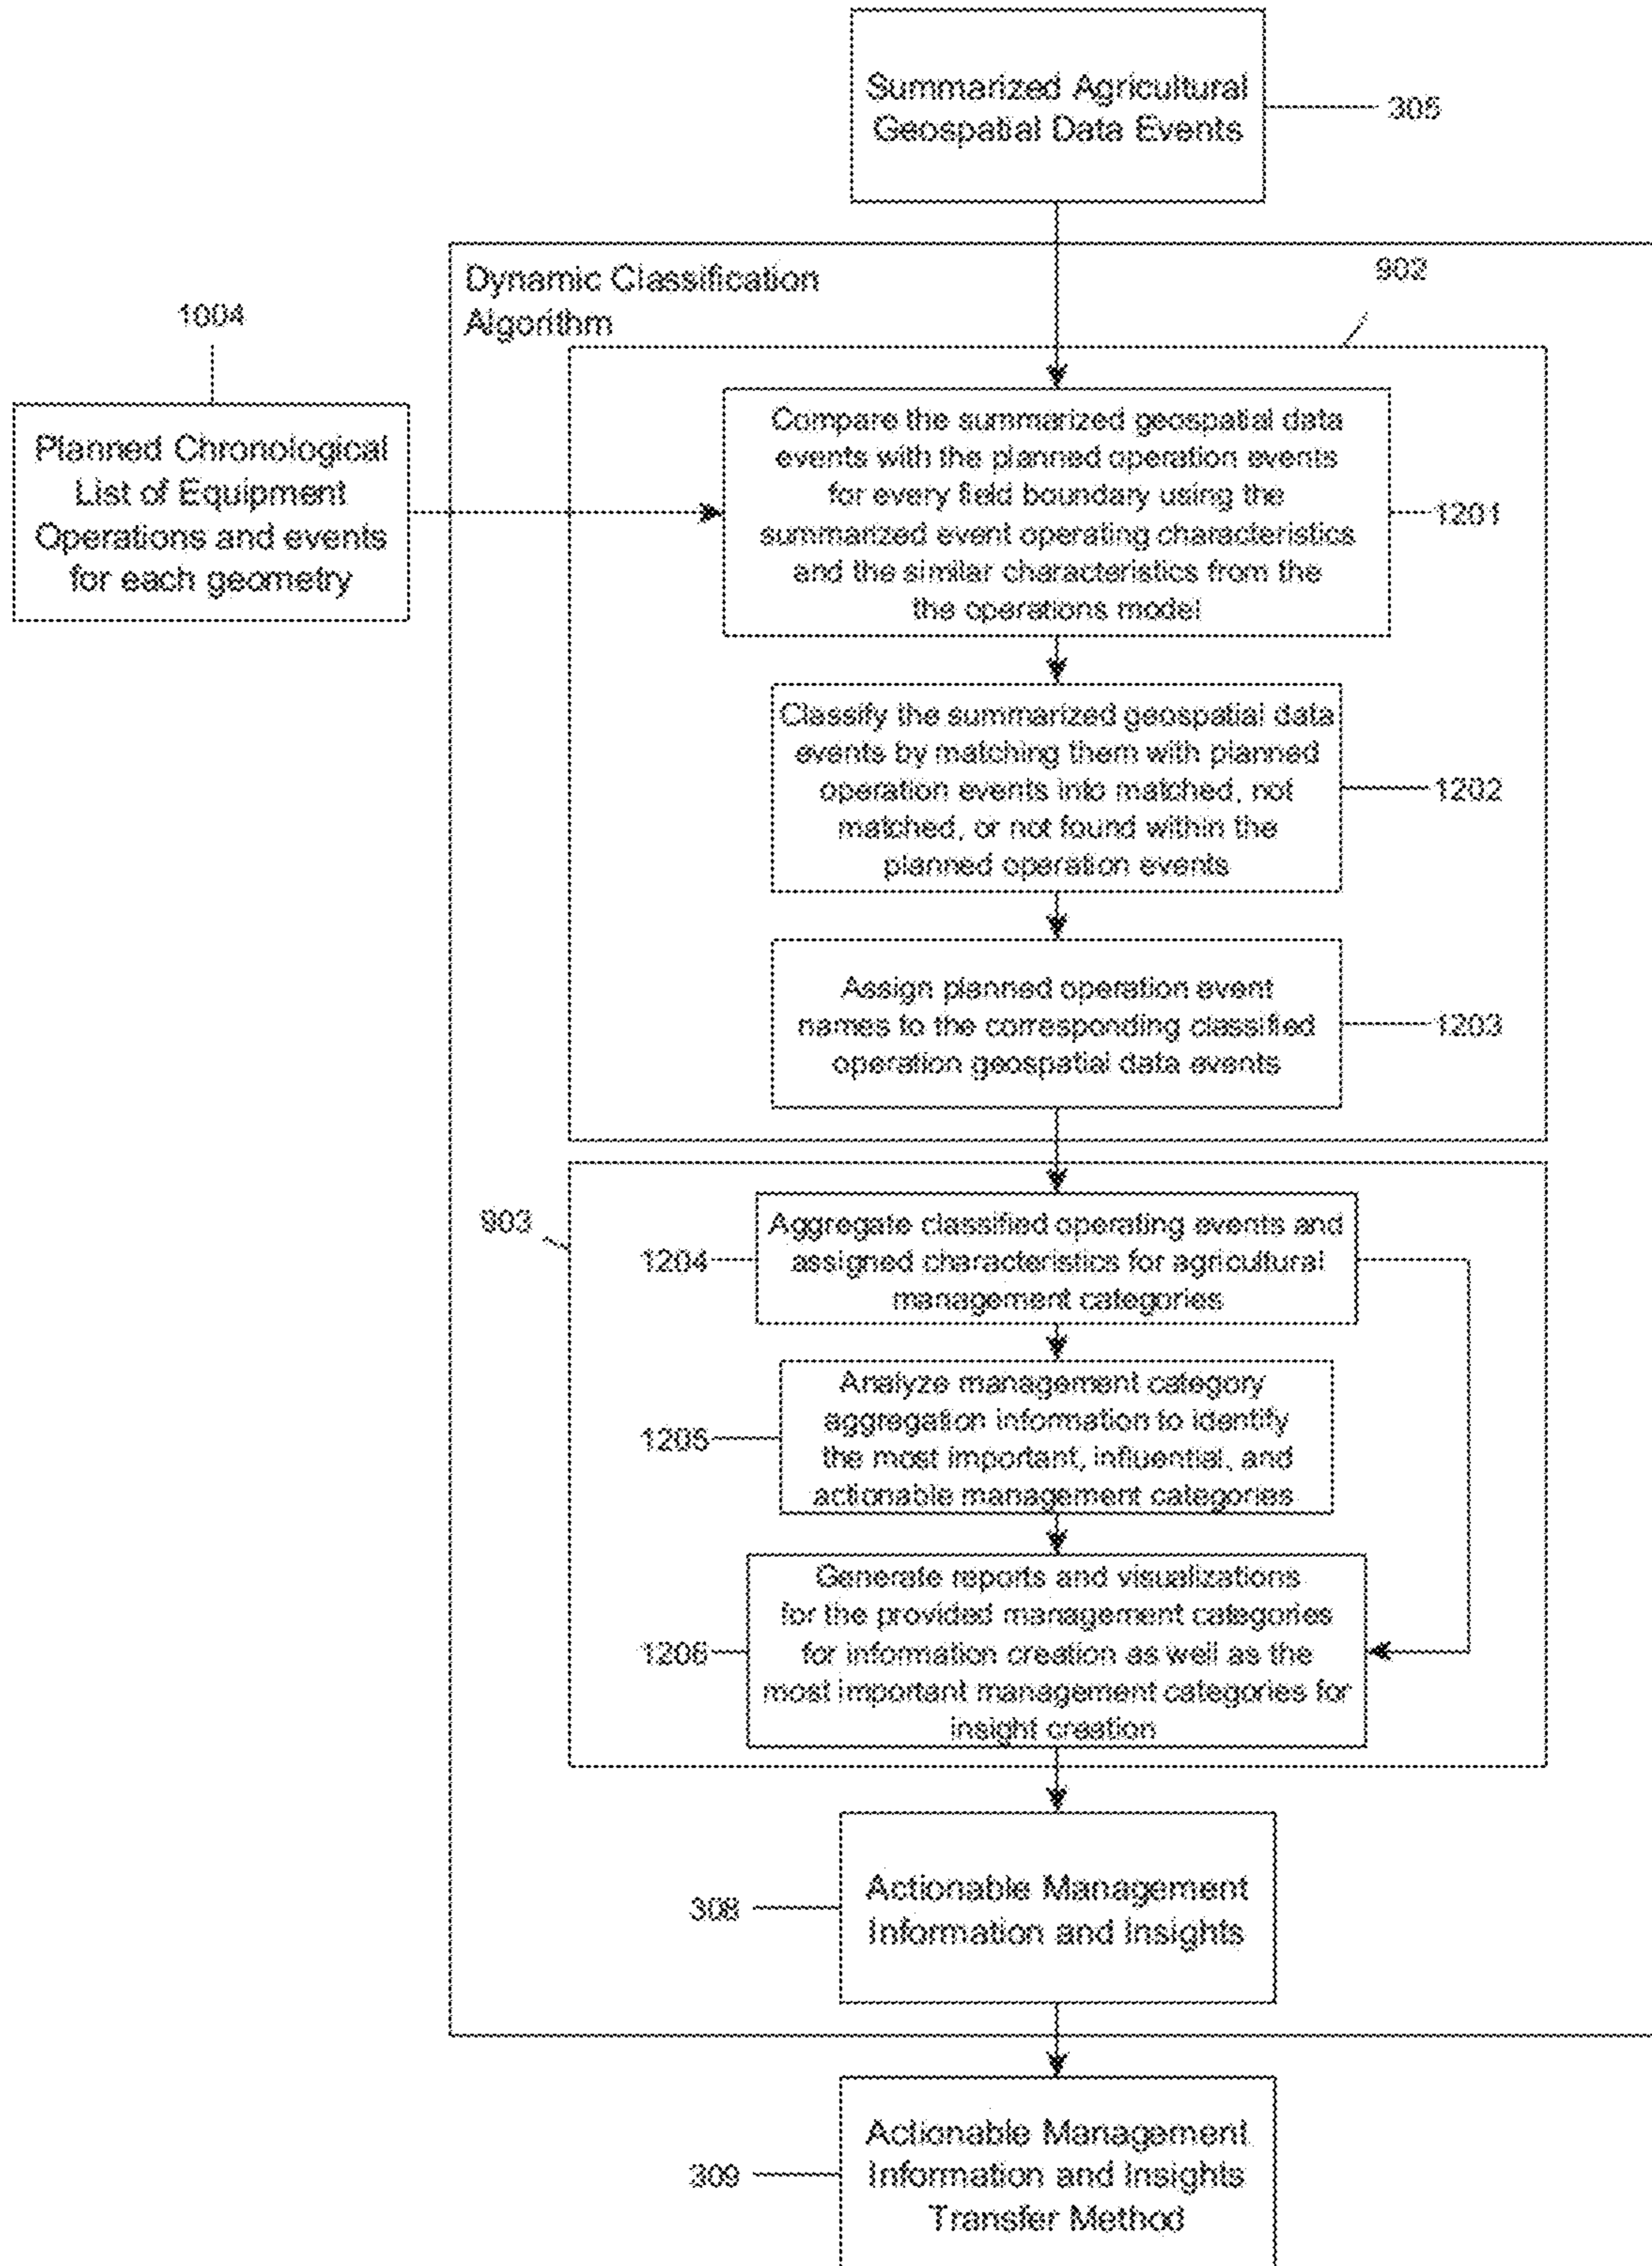 Summarized Agricultural
Geospatial Data Events
305
Dynamic Classification
Algorithm
902
1004
Planned Chronological
List of Equipment
Operations and events
for each geometry
Compare the summarized geospatial data
events with the planned operation events
for every field boundary using the
summarized event operating characteristics
and the similar characteristics from the
the operations model
1201
Classify the summarized geospatial data
events by matching them with planned
operation events into matched, not
matched, or not found within the
planned operation events
1202
Assign planned operation event
names to the corresponding classified
operation geospatial data events
1203
903
Aggregate classified operating events and
assigned characteristics for agricultural
management categories
1204
Analyze management category
aggregation information to identify
the most important, influential, and
actionable management categories
1205
Generate reports and visualizations
for the provided management categories
for information creation as well as the
most important management categories for
insight creation
1206
Actionable Management
Information and Insights
308
Actionable Management
Information and Insights
Transfer Method
309